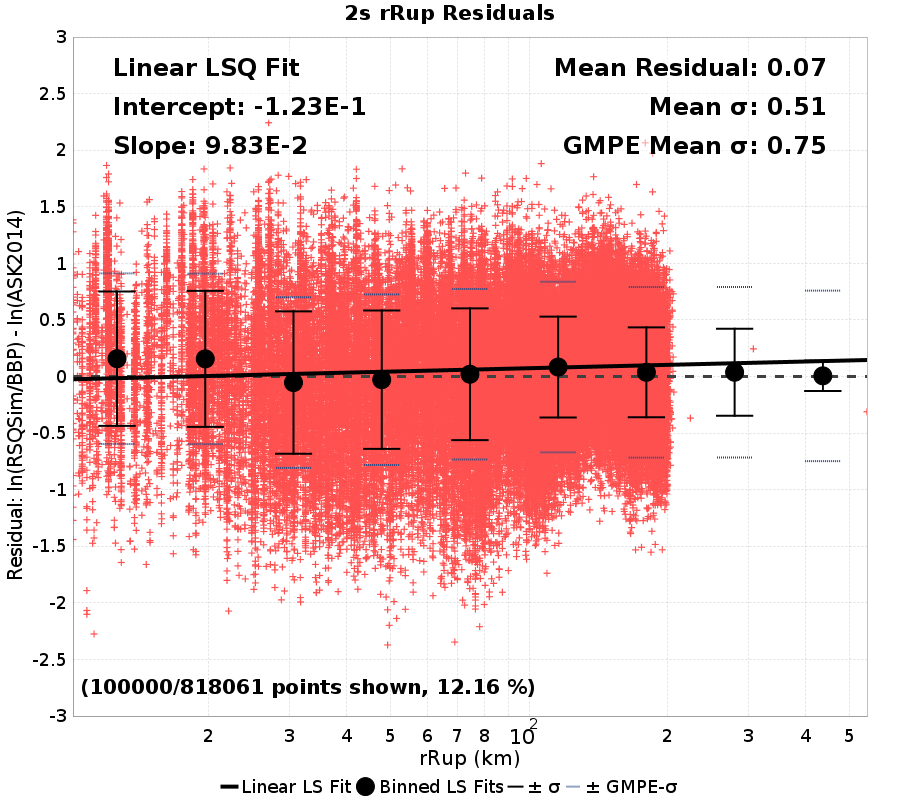 2s rRup Residuals
Linear LSQ Fit
Intercept: -1.23E-1
Slope: 9.83E-2
Mean Residual: 0.07
Mean σ: 0.51
GMPE Mean σ: 0.75
3
2.5
2
1.5
1
0.5
0
-0.5
-1
-1.5
-2
-2.5
-3
Residual: ln(RSQSim/BBP) - ln(ASK2014)
(100000/818061 points shown, 12.16 %)
2 3 4 5 6 7 8 10² 2 3 4 5
rRup (km)
Linear LS Fit Binned LS Fits ± σ ± GMPE-σ